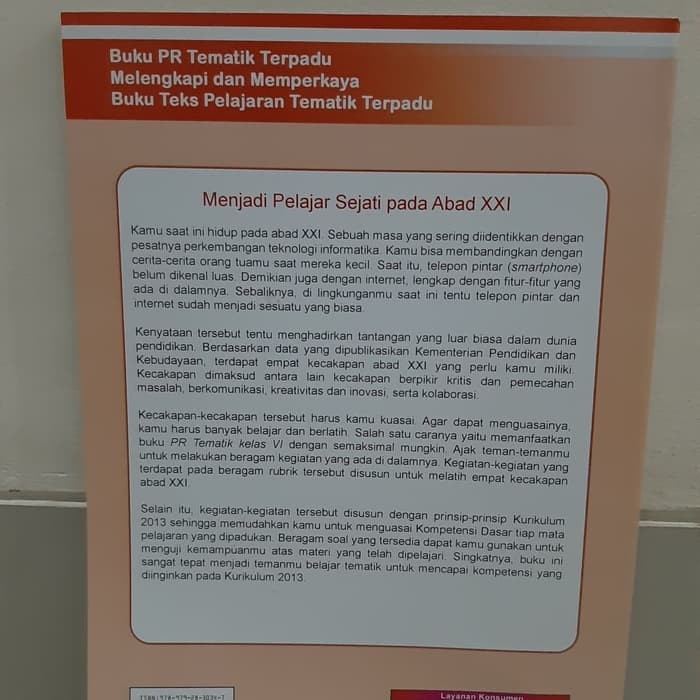 Buku PR Tematik Terpadu
Melengkapi dan Memperkaya
Buku Teks Pelajaran Tematik Terpadu
Menjadi Pelajar Sejati pada Abad XXI
Kamu saat ini hidup pada abad XXI. Sebuah masa yang sering diidentikkan dengan
pesatnya perkembangan teknologi informatika. Kamu bisa membandingkan dengan
cerita-cerita orang tuamu saat mereka kecil. Saat itu, telepon pintar (smartphone)
belum dikenal luas. Demikian juga dengan internet, lengkap dengan fitur-fitur yang
ada di dalamnya. Sebaliknya, di lingkunganmu saat ini tentu telepon pintar dan
internet sudah menjadi sesuatu yang biasa.
Kenyataan tersebut tentu menghadirkan tantangan yang luar biasa dalam dunia
pendidikan. Berdasarkan data yang dipublikasikan Kementerian Pendidikan dan
Kebudayaan, terdapat empat kecakapan abad XXI yang perlu kamu miliki.
Kecakapan dimaksud antara lain kecakapan berpikir kritis dan pemecahan
masalah, berkomunikasi, kreativitas dan inovasi, serta kolaborasi.
Kecakapan-kecakapan tersebut harus kamu kuasai. Agar dapat menguasainya,
kamu harus banyak belajar dan berlatih. Salah satu caranya yaitu memanfaatkan
buku PR Tematik kelas VI dengan semaksimal mungkin. Ajak teman-temanmu
untuk melakukan beragam kegiatan yang ada di dalamnya. Kegiatan-kegiatan yang
terdapat pada beragam rubrik tersebut disusun untuk melatih empat kecakapan
abad XXI.
Selain itu, kegiatan-kegiatan tersebut disusun dengan prinsip-prinsip Kurikulum
2013 sehingga memudahkan kamu untuk menguasai Kompetensi Dasar tiap mata
pelajaran yang dipadukan. Beragam soal yang tersedia dapat kamu gunakan untuk
menguji kemampuanmu atas materi yang telah dipelajari. Singkatnya, buku ini
sangat tepat menjadi temanmu belajar tematik untuk mencapai kompetensi yang
diinginkan pada Kurikulum 2013.
ISBN:978-979-28-3034-7
Layanan Konsumen